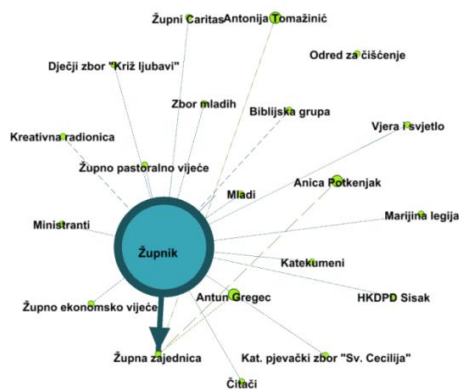 Župni Caritas
Antonija Tomažinić
Odred za čišćenje
Dječji zbor "Križ ljubavi"
Zbor mladih
Biblijska grupa
Vjera i svjetlo
Kreativna radionica
Župno pastoralno vijeće
Anica Potkenjak
Mladi
Marijina legija
Ministranti
Župnik
Katekumeni
Župno ekonomsko vijeće
Antun Gregec
HKDPD Sisak
Župna zajednica
Kat. pjevački zbor "Sv. Cecilija"
Čitači